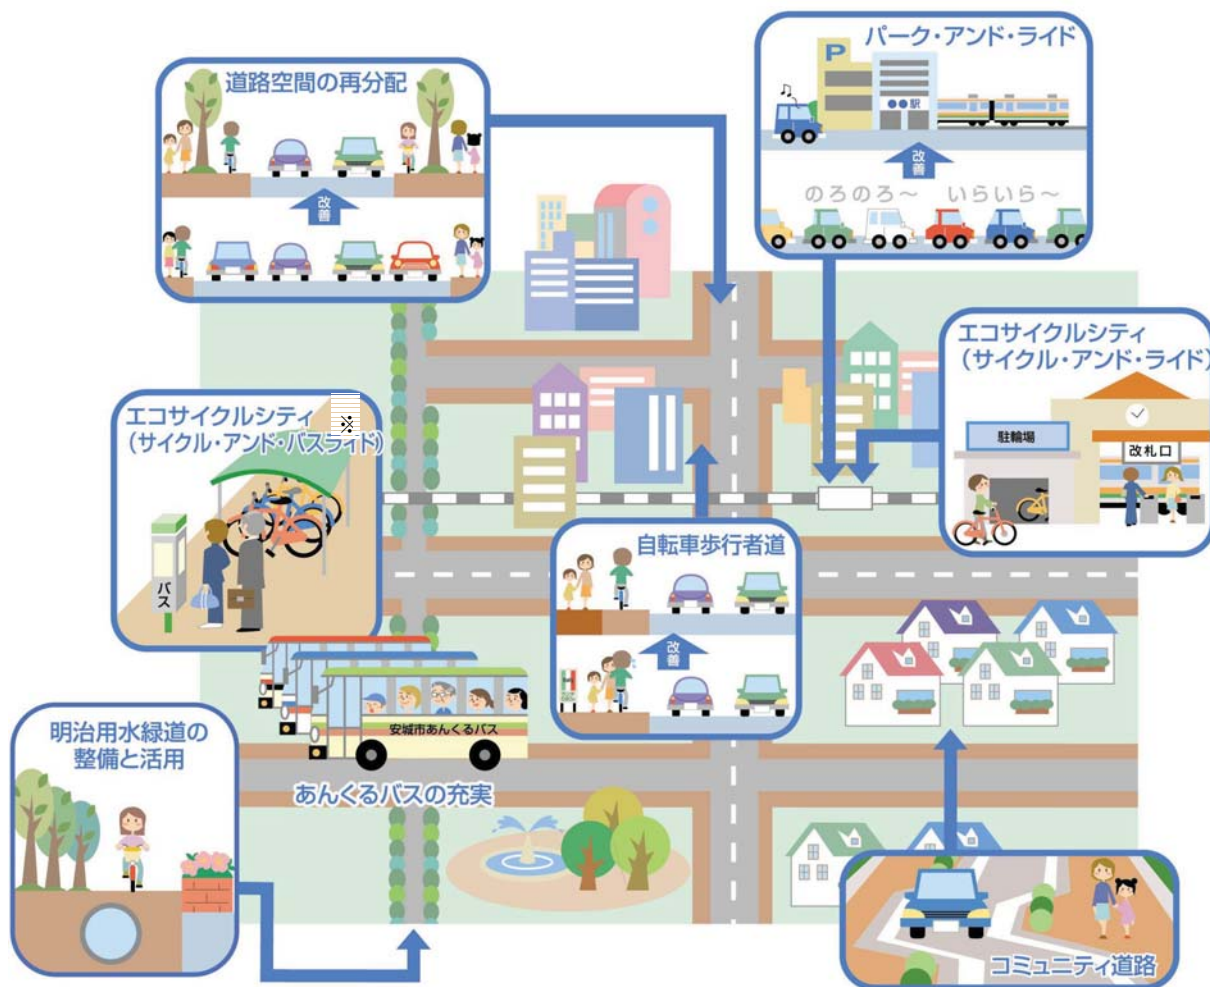 道路空間の再分配
改善
パーク・アンド・ライド
P
●●駅
改善
のろのろ～ いらいら～
エコサイクルシティ
（サイクル・アンド・ライド）
駐輪場
改札口
エコサイクルシティ
（サイクル・アンド・バスライド）
※
バス
自転車歩行者道
改善
安城市あんくるバス
あんくるバスの充実
明治用水緑道の
整備と活用
コミュニティ道路